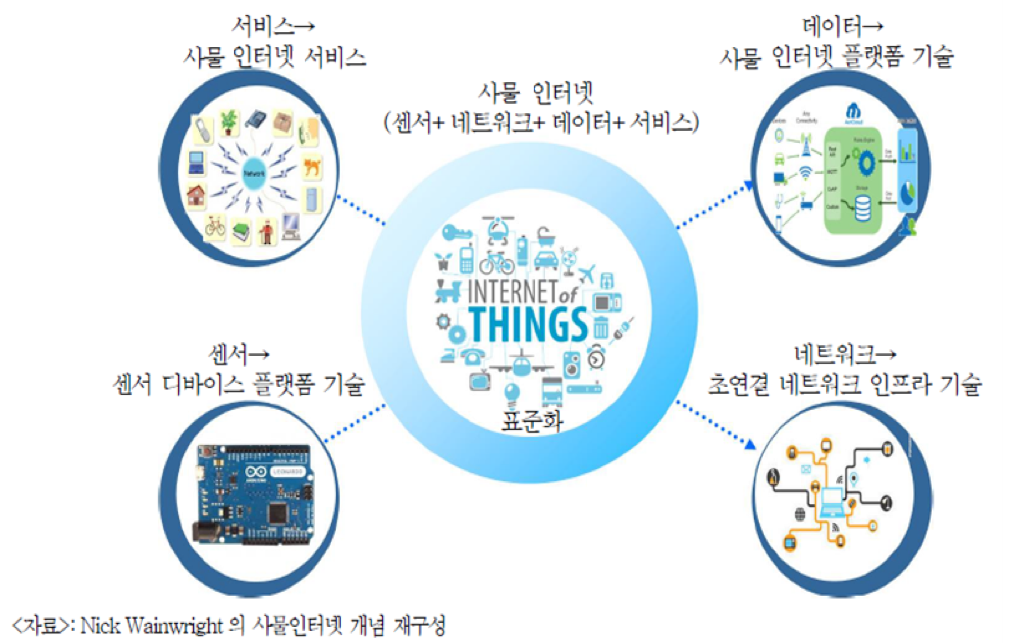 서비스→
사물 인터넷 서비스
데이터→
사물 인터넷 플랫폼 기술
사물 인터넷
(센서+ 네트워크+ 데이터+ 서비스)
Network
Connectivity
Storage
INTERNET of
THINGS
표준화
센서→
센서 디바이스 플랫폼 기술
네트워크→
초연결 네트워크 인프라 기술
LEONARDO
<자료>: Nick Wainwright 의 사물인터넷 개념 재구성